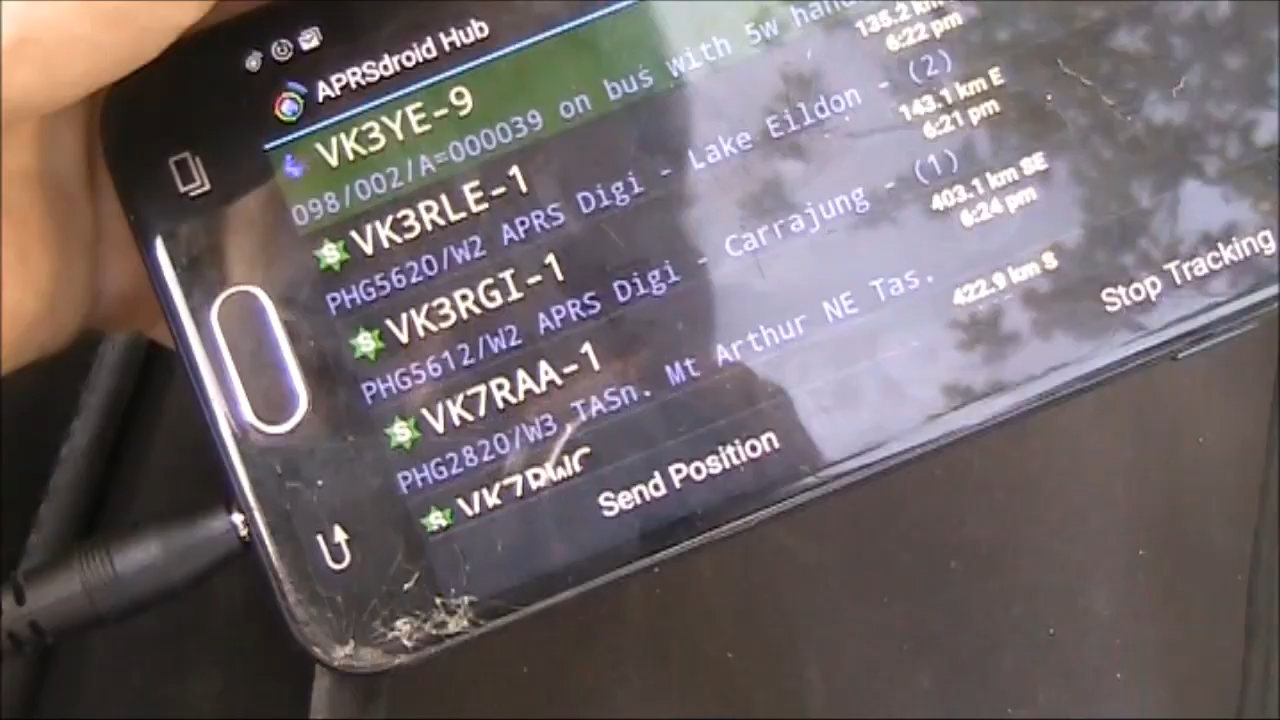 APRSdroid Hub
VK3YE-9
098/002/A=000039 on bus with 5w
135.2 km
6:22 pm
VK3RLE-1
PHG5620/W2 APRS Digi - Lake Eildon - (2)
143.1 km E
6:21 pm
VK3RGI-1
PHG5612/W2 APRS Digi - Carrajung - (1)
403.1 km SE
6:24 pm
VK7RAA-1
PHG2820/W3,TASn. Mt Arthur NE Tas.
422.9 km S
Send Position
Stop Tracking